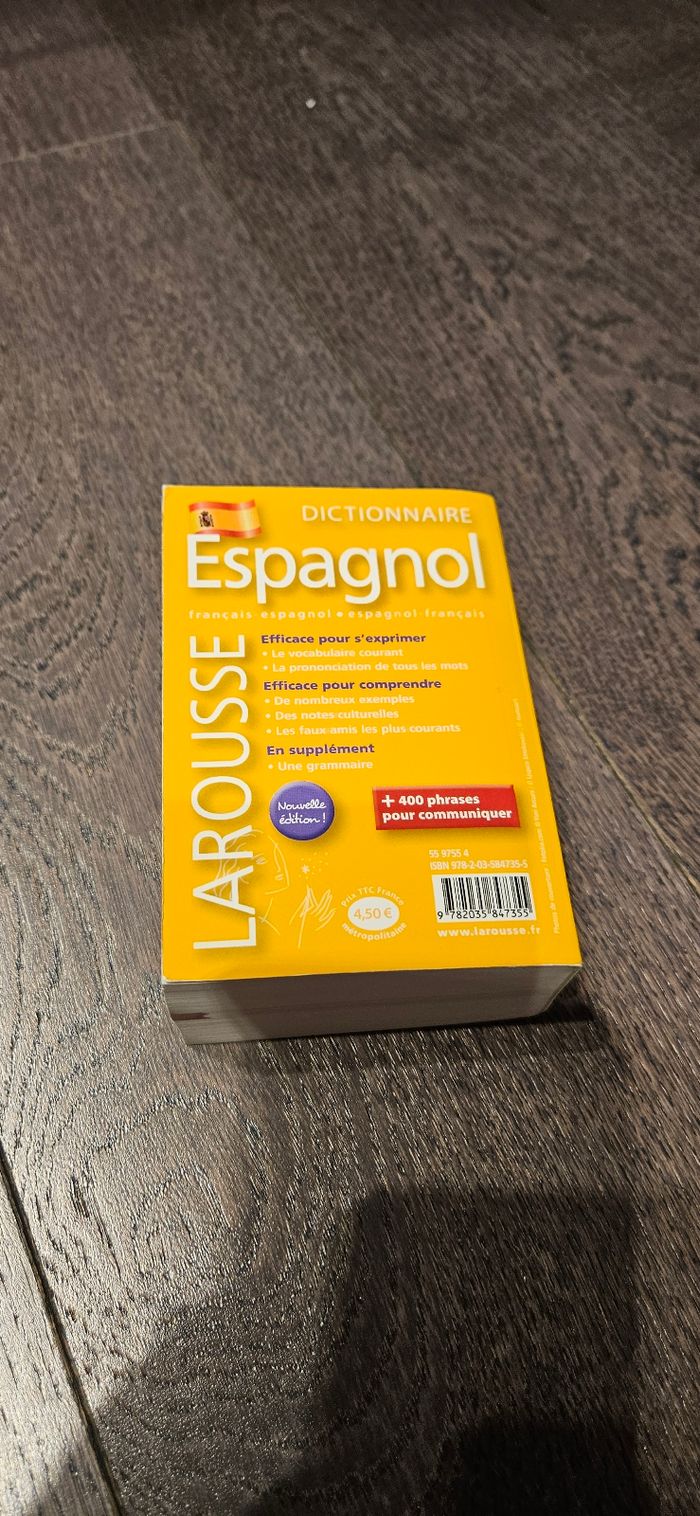 DICTIONNAIRE
Espagnol
français espagnol • espagnol français
LAROUSSE
Efficace pour s'exprimer
• Le vocabulaire courant
• La prononciation de tous les mots
Efficace pour comprendre
• De nombreux exemples
• Des notes culturelles
• Les faux amis les plus courants
En supplément
• Une grammaire
Nouvelle
édition !
+ 400 phrases
pour communiquer
55 9755 4
ISBN 978-2-03-584735-5
9 782035 847355
www.larousse.fr
Prix TTC France
4,50 €
métropolitaine
Photos de couverture :